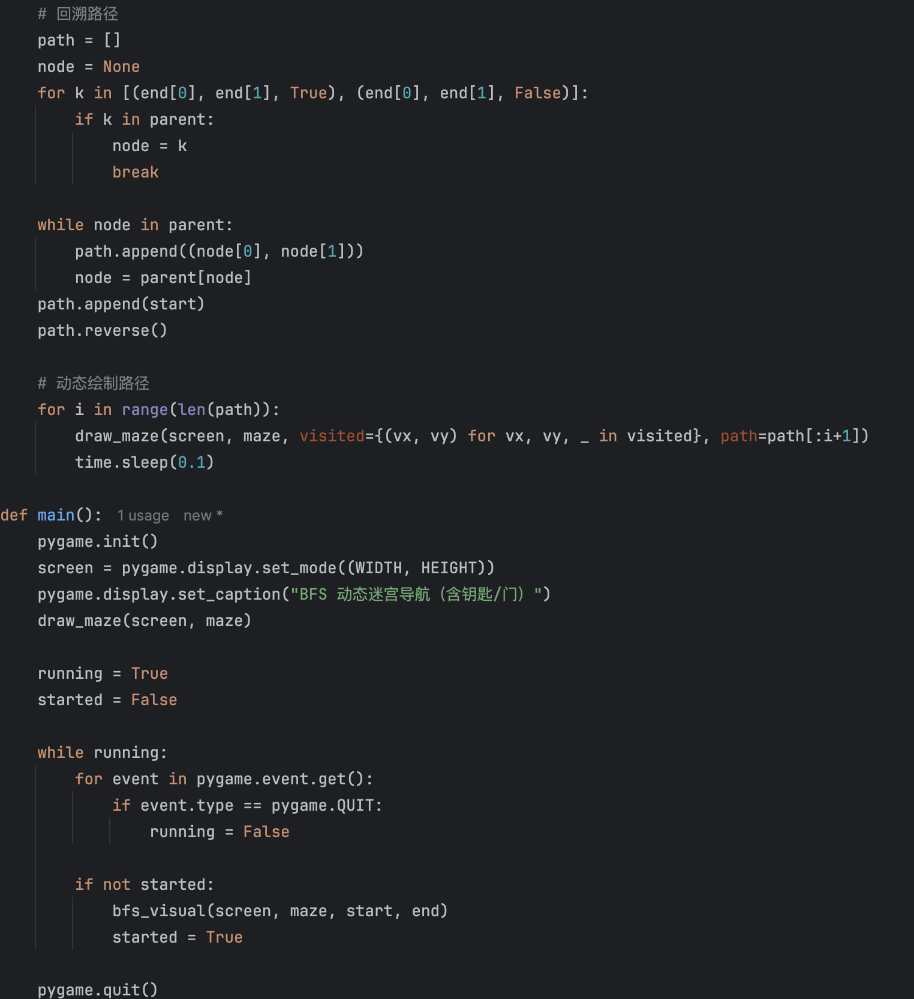 # 回溯路径
path = []
node = None
for k in [(end[0], end[1], True), (end[0], end[1], False)]:
if k in parent:
node = k
break
while node in parent:
path.append((node[0], node[1]))
node = parent[node]
path.append(start)
path.reverse()
# 动态绘制路径
for i in range(len(path)):
draw_maze(screen, maze, visited={(vx, vy) for vx, vy, _ in visited}, path=path[:i+1])
time.sleep(0.1)
def main(): 1 usage new *
pygame.init()
screen = pygame.display.set_mode((WIDTH, HEIGHT))
pygame.display.set_caption("BFS 动态迷宫导航（含钥匙/门）")
draw_maze(screen, maze)
running = True
started = False
while running:
for event in pygame.event.get():
if event.type == pygame.QUIT:
running = False
if not started:
bfs_visual(screen, maze, start, end)
started = True
pygame.quit()